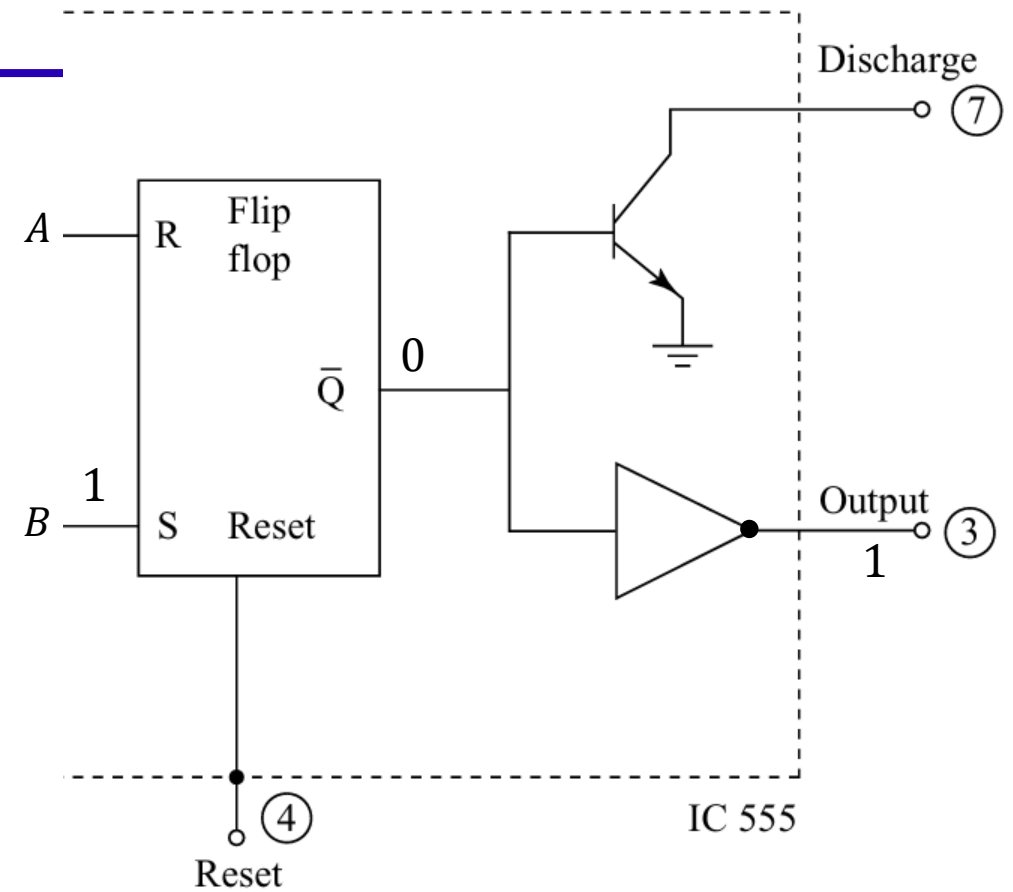 Discharge
7
A
R
Flip
flop
0
Q̄
1
B
S
Reset
Output
3
1
IC 555
4
Reset